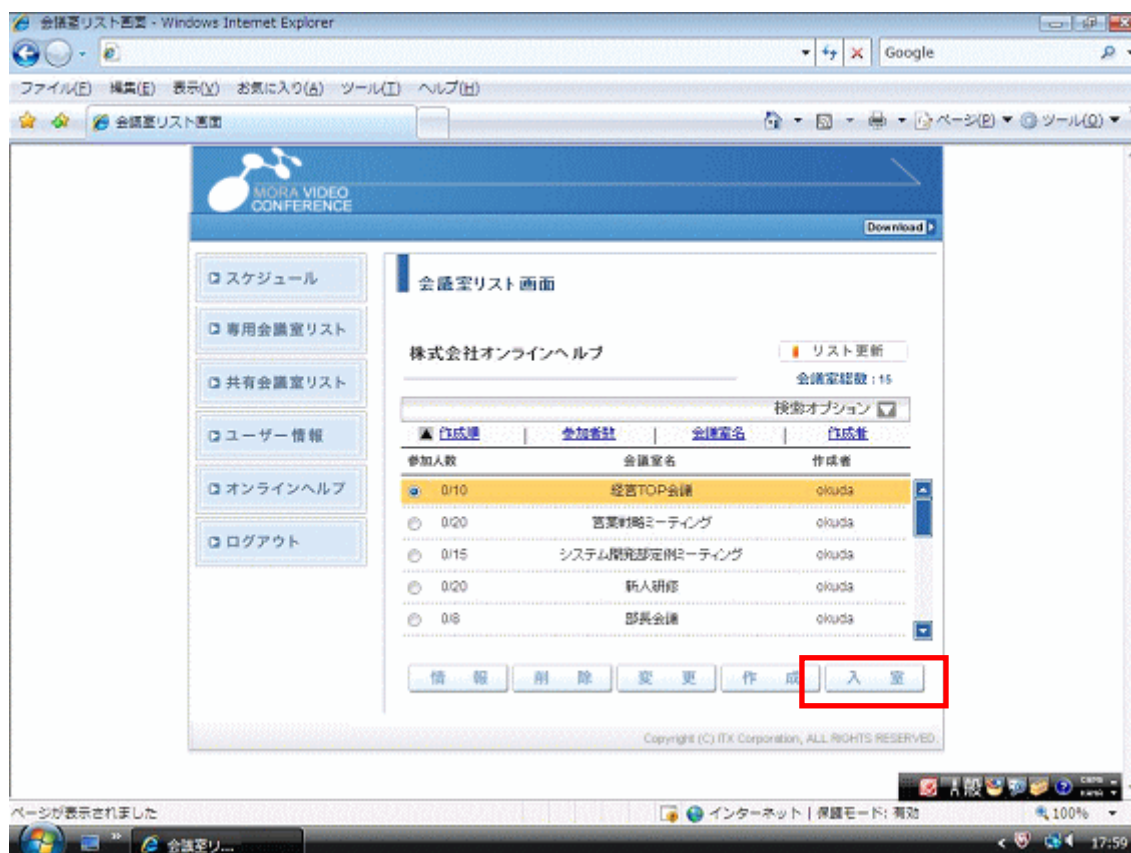 会議室リスト画面 - Windows Internet Explorer
Google
ファイル(F) 編集(E) 表示(V) お気に入り(A) ツール(T) ヘルプ(H)
会議室リスト画面
ページ(P) ツール(O)
MORA VIDEO
CONFERENCE
Download
スケジュール
専用会議室リスト
共有会議室リスト
ユーザー情報
オンラインヘルプ
ログアウト
会議室リスト画面
株式会社オンラインヘルプ
リスト更新
会議室総数 : 15
検索オプション
▲ 作成順 | 参加者数 | 会議室名 | 作成者
参加人数 会議室名 作成者
0/10 経営TOP会議 okuda
0/20 営業戦略ミーティング okuda
0/15 システム開発部定例ミーティング okuda
0/20 新人研修 okuda
0/8 部長会議 okuda
情報 削除 変更 作成 入室
Copyright (C) ITX Corporation, ALL RIGHTS RESERVED.
A 般 CAPS KANA
ページが表示されました
インターネット | 保護モード: 有効
100%
会議室リ...
17:59